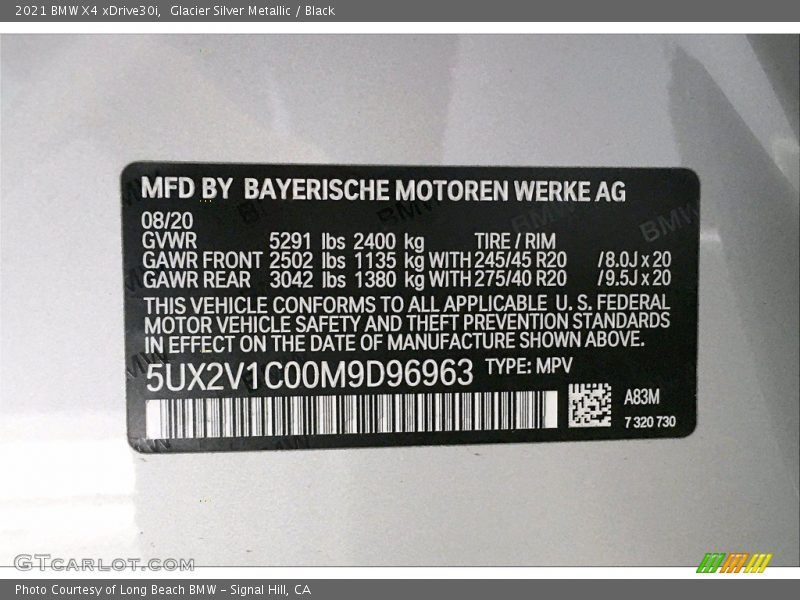 2021 BMW X4 xDrive30i,  Glacier Silver Metallic / Black
MFD BY BAYERISCHE MOTOREN WERKE AG
08/20
GVWR 5291 lbs 2400 kg TIRE / RIM
GAWR FRONT 2502 lbs 1135 kg WITH 245/45 R20 /8.0J x 20
GAWR REAR 3042 lbs 1380 kg WITH 275/40 R20 /9.5J x 20
THIS VEHICLE CONFORMS TO ALL APPLICABLE U. S. FEDERAL
MOTOR VEHICLE SAFETY AND THEFT PREVENTION STANDARDS
IN EFFECT ON THE DATE OF MANUFACTURE SHOWN ABOVE.
5UX2V1C00M9D96963 TYPE: MPV
A83M
7 320 730
GTCARLOT.COM
Photo Courtesy of Long Beach BMW - Signal Hill, CA